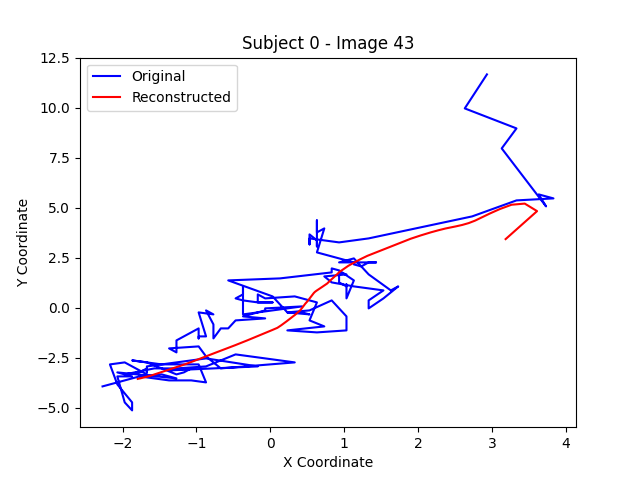 Subject 0 - Image 43
Original
Reconstructed
12.5
10.0
7.5
5.0
2.5
0.0
−2.5
−5.0
Y Coordinate
−2 −1 0 1 2 3 4
X Coordinate